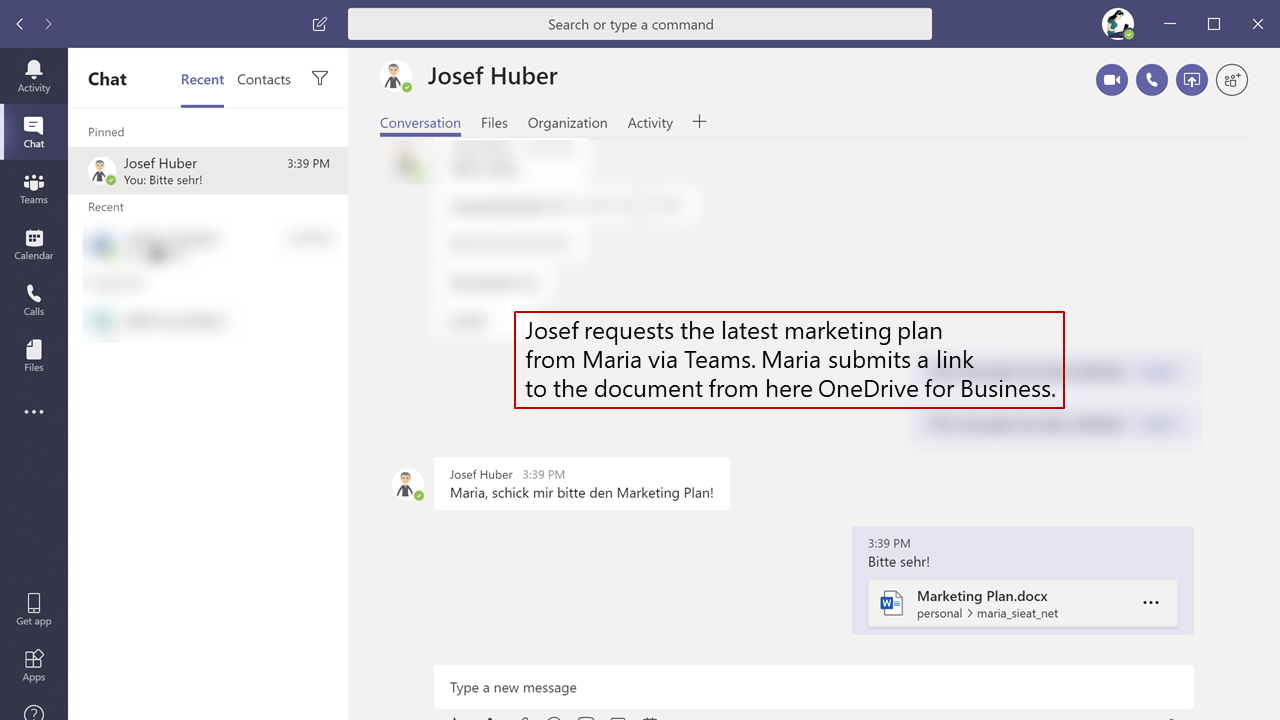 Search or type a command
Activity
Chat
Teams
Calendar
Calls
Files
Get app
Apps
Chat
Recent
Contacts
Pinned
Josef Huber
3:39 PM
You: Bitte sehr!
Recent
Josef Huber
Conversation
Files
Organization
Activity
Josef requests the latest marketing plan
from Maria via Teams. Maria submits a link
to the document from here OneDrive for Business.
Josef Huber 3:39 PM
Maria, schick mir bitte den Marketing Plan!
3:39 PM
Bitte sehr!
Marketing Plan.docx
personal > maria_sieat_net
Type a new message